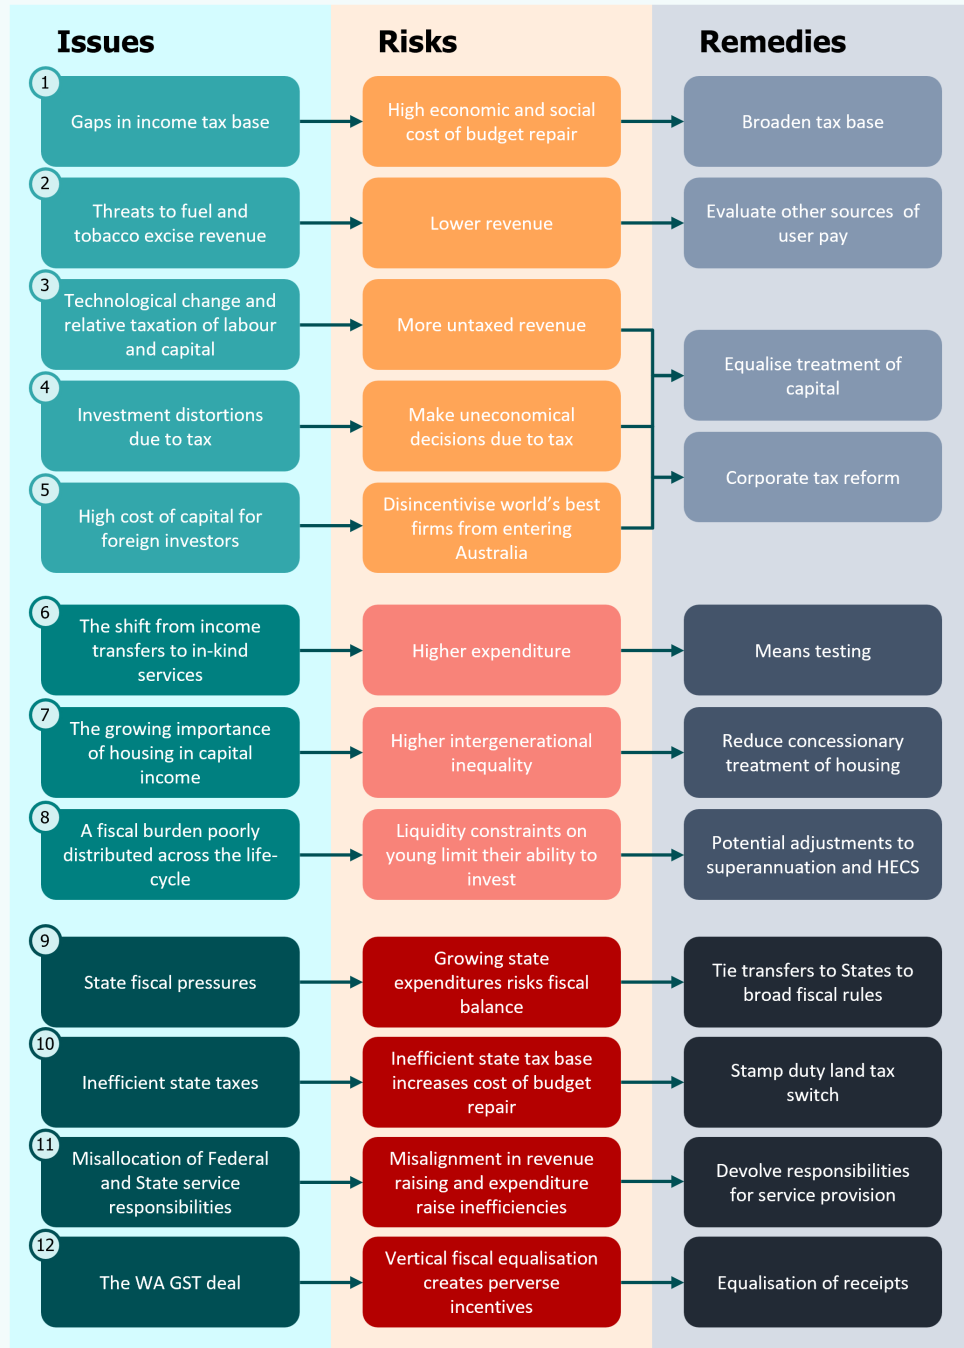 Issues
Risks
Remedies
1
Gaps in income tax base
High economic and social
cost of budget repair
Broaden tax base
2
Threats to fuel and
tobacco excise revenue
Lower revenue
Evaluate other sources of
user pay
3
Technological change and
relative taxation of labour
and capital
More untaxed revenue
Equalise treatment of
capital
4
Investment distortions
due to tax
Make uneconomical
decisions due to tax
Corporate tax reform
5
High cost of capital for
foreign investors
Disincentivise world’s best
firms from entering
Australia
6
The shift from income
transfers to in-kind
services
Higher expenditure
Means testing
7
The growing importance
of housing in capital
income
Higher intergenerational
inequality
Reduce concessionary
treatment of housing
8
A fiscal burden poorly
distributed across the life-
cycle
Liquidity constraints on
young limit their ability to
invest
Potential adjustments to
superannuation and HECS
9
State fiscal pressures
Growing state
expenditures risks fiscal
balance
Tie transfers to States to
broad fiscal rules
10
Inefficient state taxes
Inefficient state tax base
increases cost of budget
repair
Stamp duty land tax
switch
11
Misallocation of Federal
and State service
responsibilities
Misalignment in revenue
raising and expenditure
raise inefficiencies
Devolve responsibilities
for service provision
12
The WA GST deal
Vertical fiscal equalisation
creates perverse
incentives
Equalisation of receipts